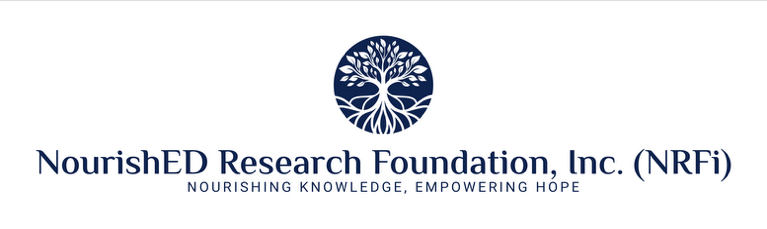 NourishED Research Foundation, Inc. (NRFi)
NOURISHING KNOWLEDGE, EMPOWERING HOPE